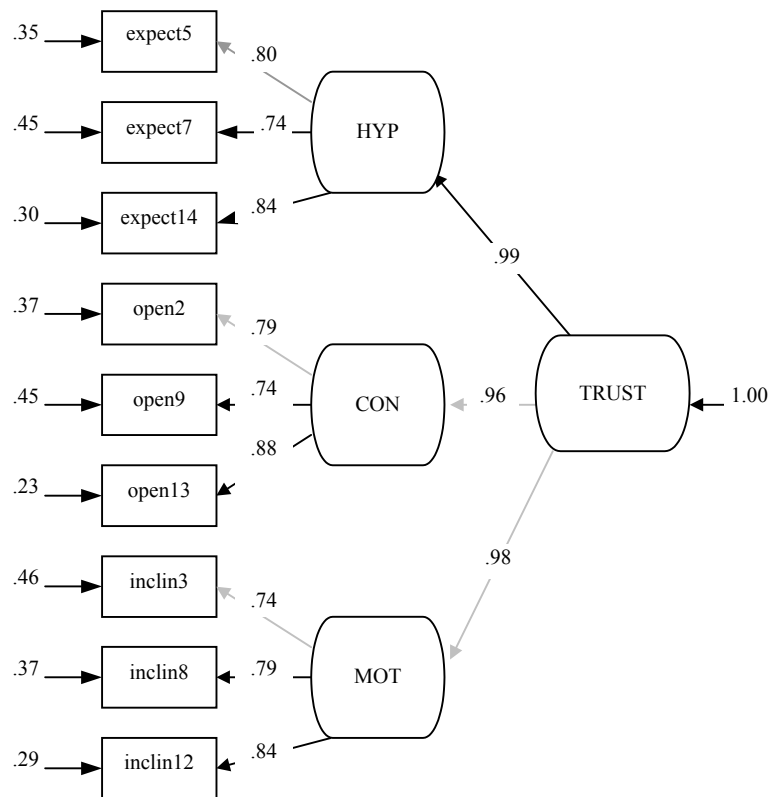 .35 expect5 .80
.45 expect7 .74 HYP
.30 expect14 .84
.99
.37 open2 .79
.45 open9 .74 CON .96 TRUST 1.00
.23 open13 .88
.98
.46 inclin3 .74
.37 inclin8 .79 MOT
.29 inclin12 .84